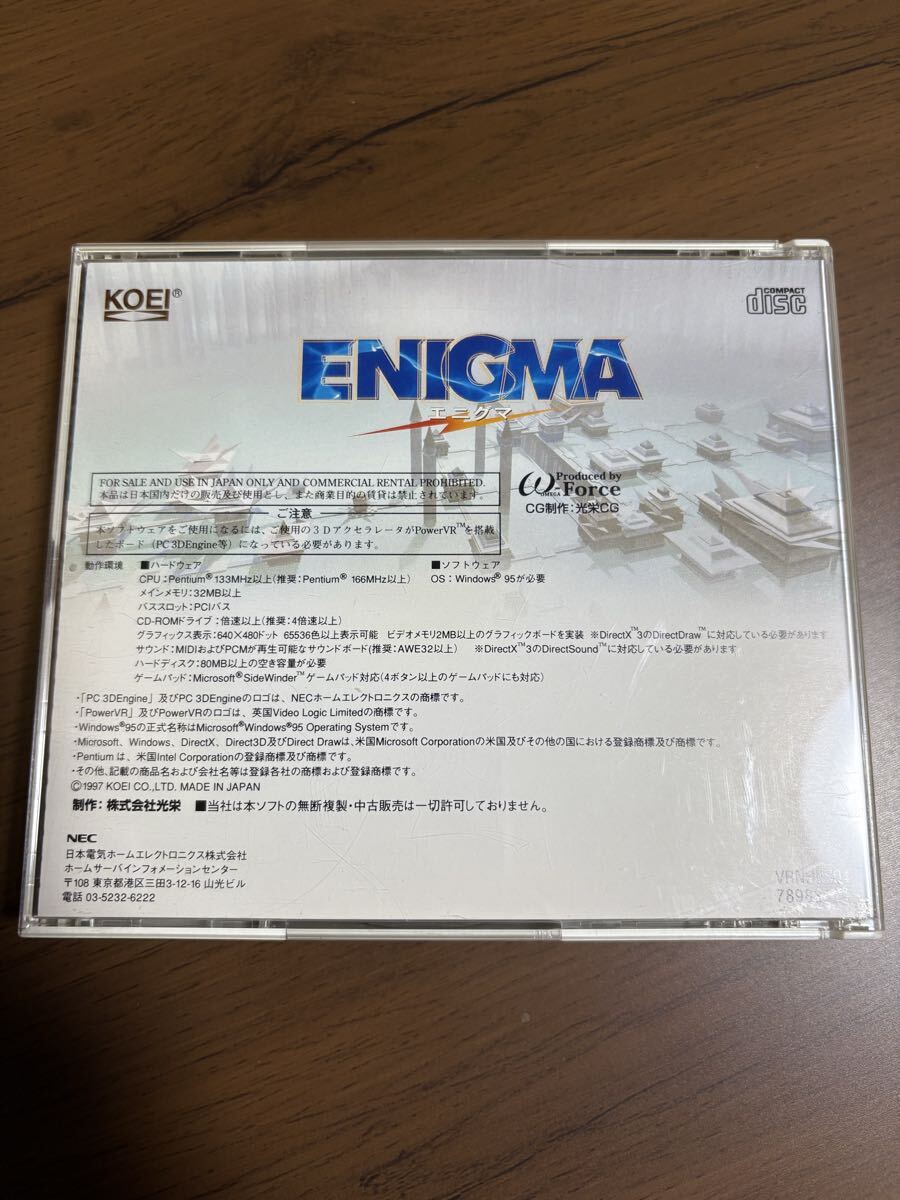 KOEI®
COMPACT
disc
ENIGMA
エニグマ
FOR SALE AND USE IN JAPAN ONLY AND COMMERCIAL RENTAL PROHIBITED.
本品は日本国内だけの販売及び使用とし、また商業目的の賃貸は禁止されています。
ω-Force
OMEGA
Produced by
CG制作：光栄CG
ご注意
本ソフトウェアをご使用になるには、ご使用の３Ｄアクセラレータがが PowerVR™を搭載
したボード（PC 3DEngine等）になっている必要があります。
動作環境 ■ハードウェア ■ソフトウェア
CPU：Pentium® 133MHz以上（推奨：Pentium® 166MHz以上） OS：Windows® 95が必要
メインメモリ：32MB以上
バススロット：PCIバス
CD-ROMドライブ：倍速以上（推奨：4倍速以上）
グラフィックス表示：640×480ドット 65536色以上表示可能 ビデオメモリ2MB以上のグラフィックボードを実装 ※DirectX™3のDirectDraw™に対応している必要があります
サウンド：MIDIおよびPCMが再生可能なサウンドボード（推奨：AWE32以上） ※DirectX™3のDirectSound™に対応している必要があります
ハードディスク：80MB以上の空き容量が必要
ゲームパッド：Microsoft® SideWinder™ ゲームパッド対応（4ボタン以上のゲームパッドにも対応）
・「PC 3DEngine」及びPC 3DEngineのロゴは、NECホームエレクトロニクスの商標です。
・「PowerVR」及びPowerVRのロゴは、英国Video Logic Limitedの商標です。
・Windows®95の正式名称はMicrosoft®Windows®95 Operating Systemです。
・Microsoft、Windows、DirectX、Direct3D及びDirect Drawは、米国Microsoft Corporationの米国及びその他の国における登録商標及び商標です。
・Pentiumは、米国Intel Corporationの登録商標及び商標です。
・その他、記載の商品名および会社名等は登録各社の商標および登録商標です。
©1997 KOEI CO.,LTD. MADE IN JAPAN
制作：株式会社光栄 ■当社は本ソフトの無断複製・中古販売は一切許可しておりません。
NEC
日本電気ホームエレクトロニクス株式会社
ホームサーバインフォメーションセンター
〒108 東京都港区三田3-12-16 山光ビル
電話 03-5232-6222